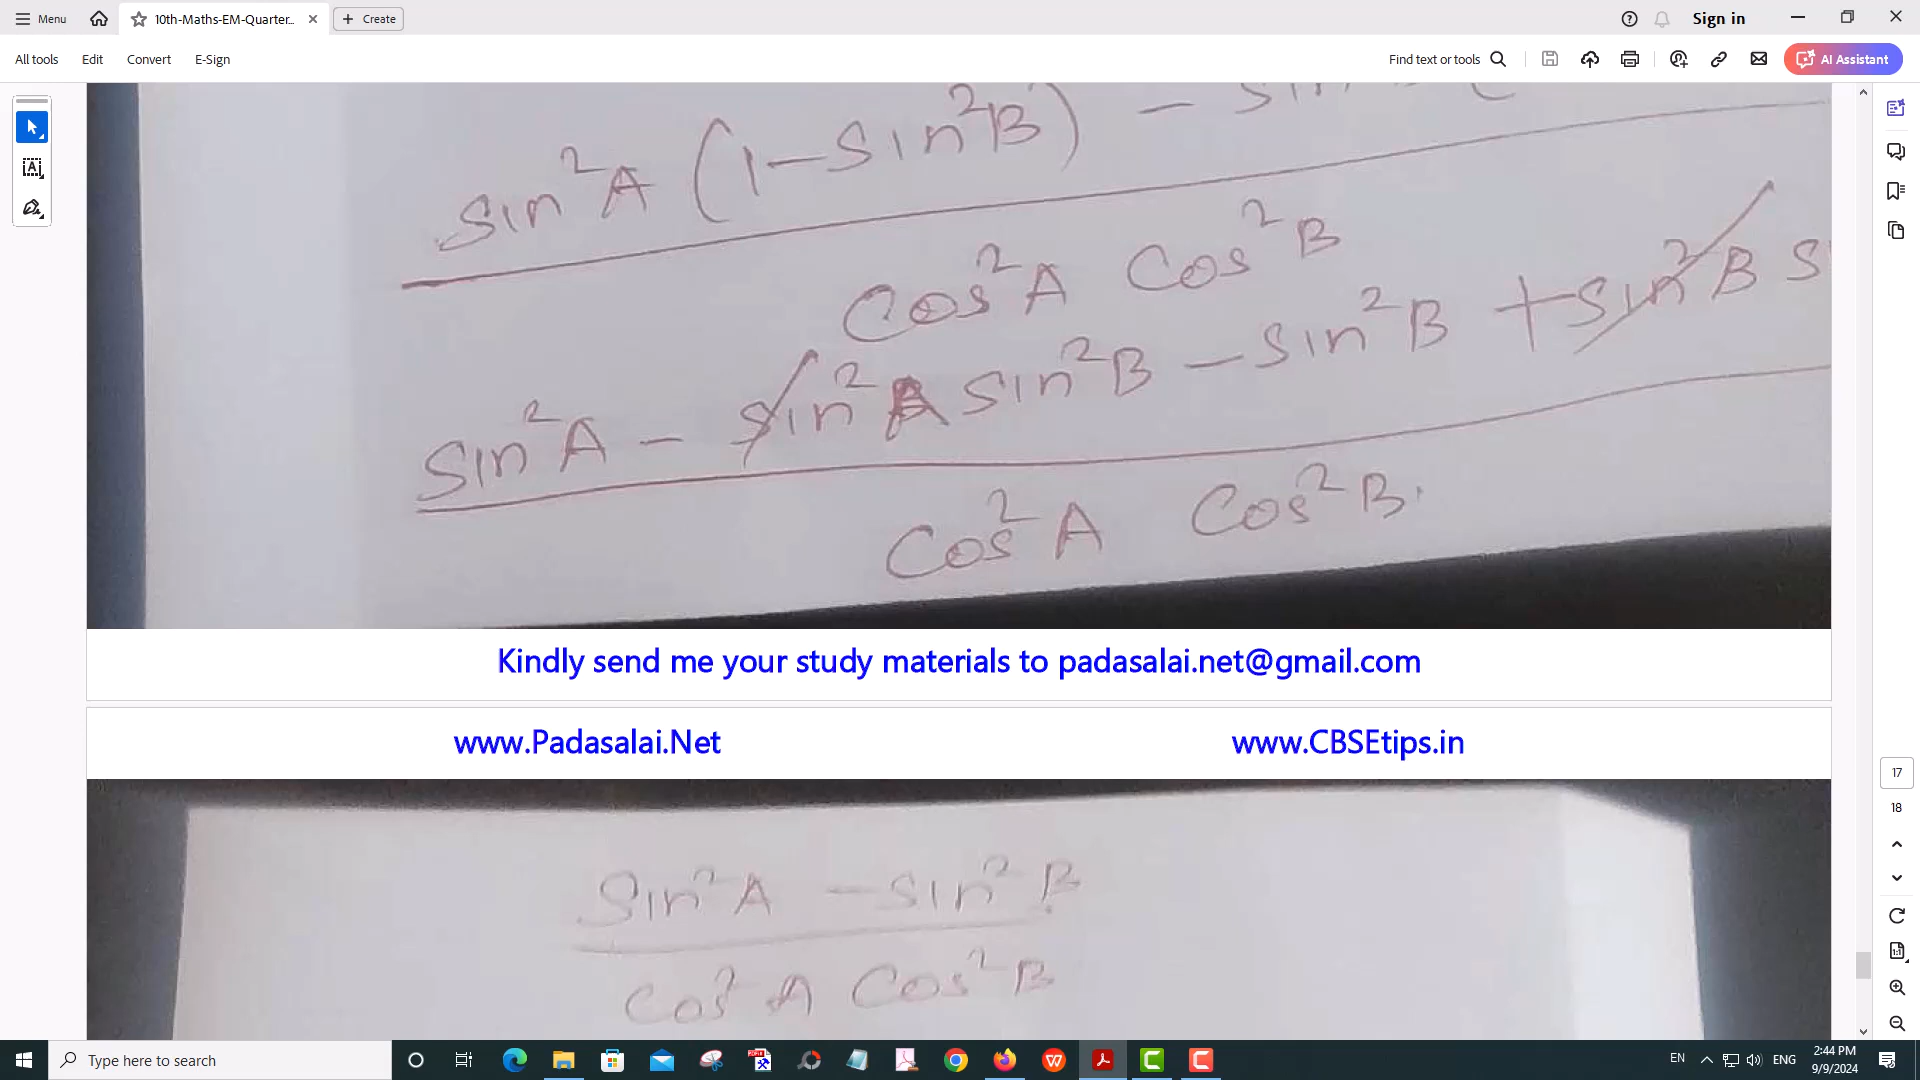 Menu
10th-Maths-EM-Quarter...
Create
Sign in
All tools Edit Convert E-Sign
Find text or tools
AI Assistant
sin²A (1-sin²B) -
cos²A cos²B
sin²A - sin²A sin²B - sin²B + sin²B
cos²A cos²B.
Kindly send me your study materials to padasalai.net@gmail.com
www.Padasalai.Net www.CBSEtips.in
sin²A - sin²B
cos²A cos²B
17
18
Type here to search
EN
ENG
2:44 PM
9/9/2024